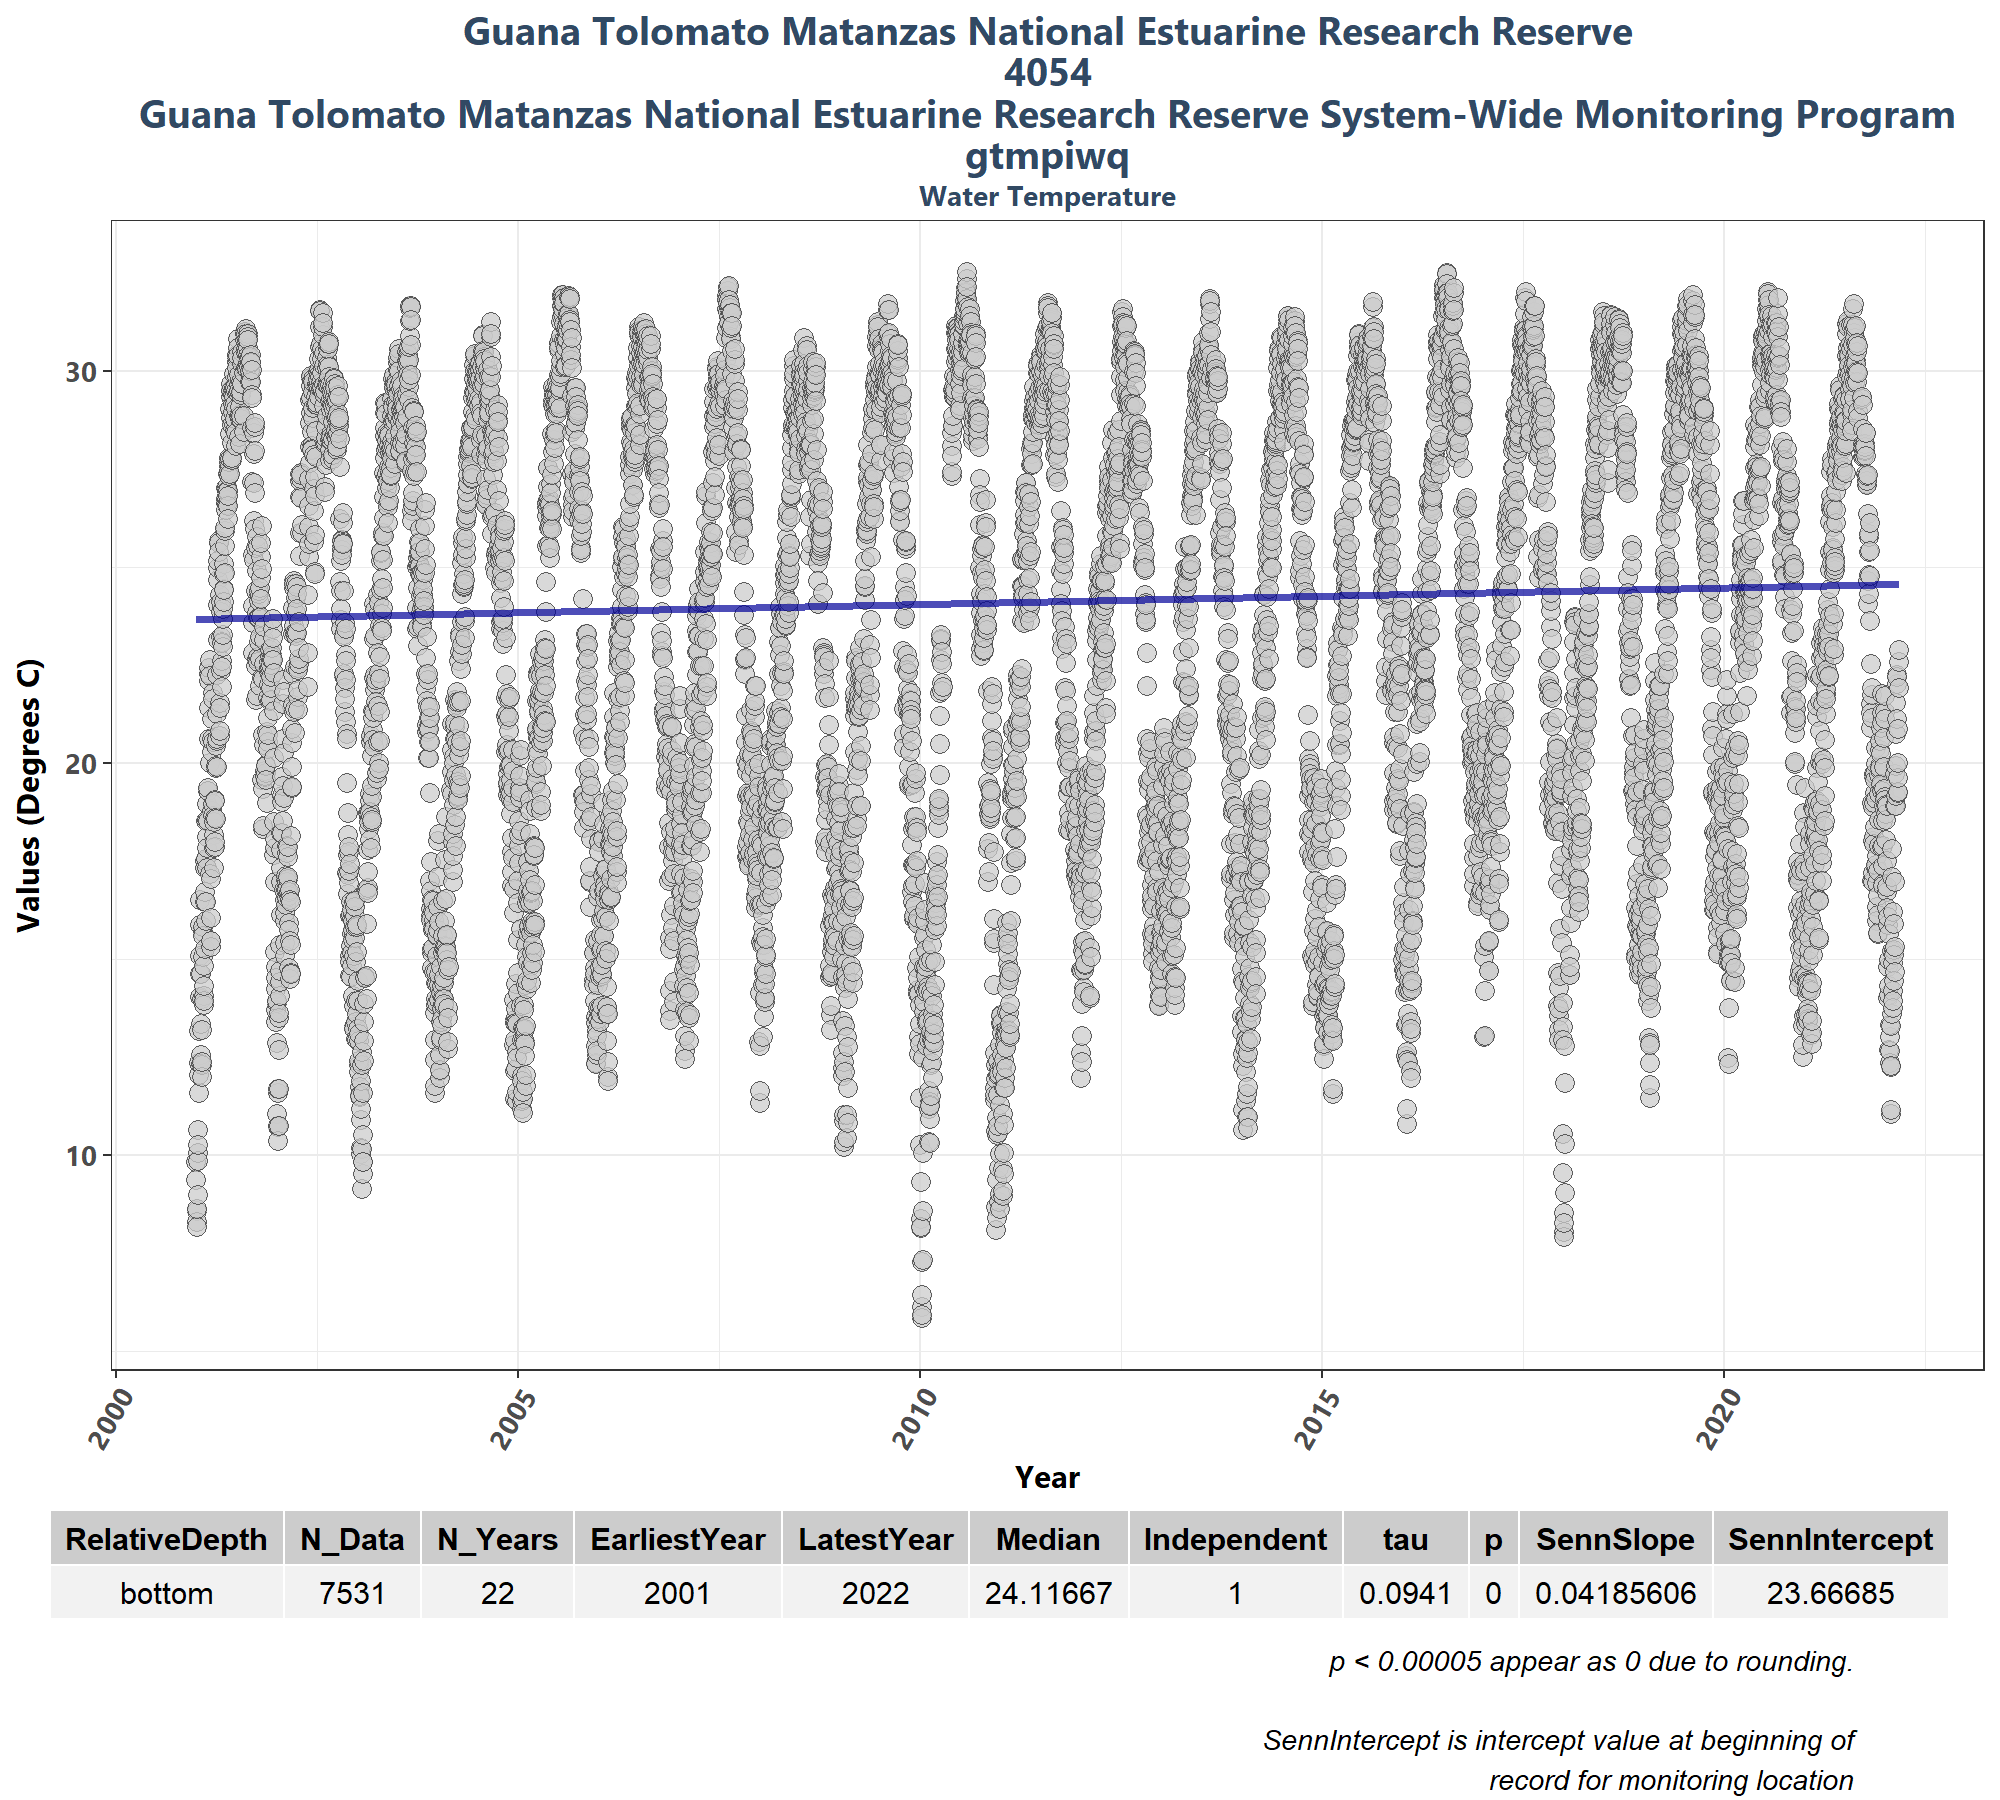 Guana Tolomato Matanzas National Estuarine Research Reserve
4054
Guana Tolomato Matanzas National Estuarine Research Reserve System-Wide Monitoring Program
gtmpiwq
Water Temperature
Values (Degrees C)
30
20
10
2000
2005
2010
2015
2020
Year
RelativeDepth N_Data N_Years EarliestYear LatestYear Median Independent tau p SennSlope SennIntercept
bottom 7531 22 2001 2022 24.11667 1 0.0941 0 0.04185606 23.66685
p < 0.00005 appear as 0 due to rounding.
SennIntercept is intercept value at beginning of
record for monitoring location